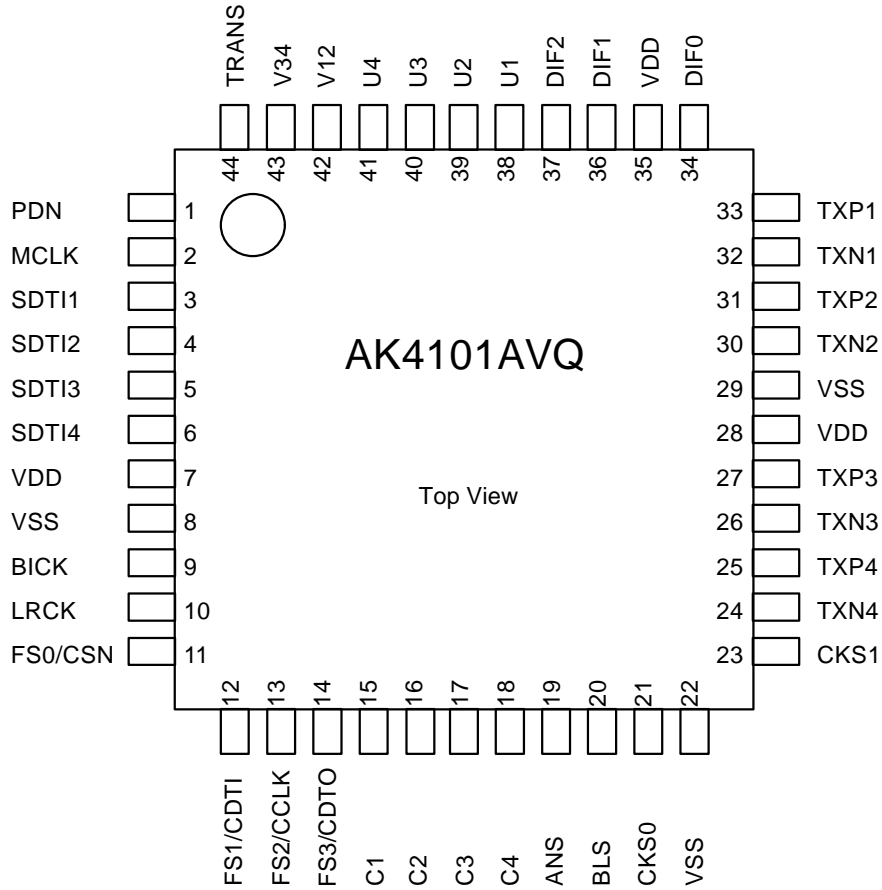 TRANS V34 V12 U4 U3 U2 U1 DIF2 DIF1 VDD DIF0
44 43 42 41 40 39 38 37 36 35 34
PDN 1 33 TXP1
MCLK 2 32 TXN1
SDTI1 3 31 TXP2
SDTI2 4 30 TXN2
AK4101AVQ
SDTI3 5 29 VSS
SDTI4 6 28 VDD
VDD 7 27 TXP3
Top View
VSS 8 26 TXN3
BICK 9 25 TXP4
LRCK 10 24 TXN4
FS0/CSN 11 23 CKS1
12 13 14 15 16 17 18 19 20 21 22
FS1/CDTI FS2/CCLK FS3/CDTO C1 C2 C3 C4 ANS BLS CKS0 VSS